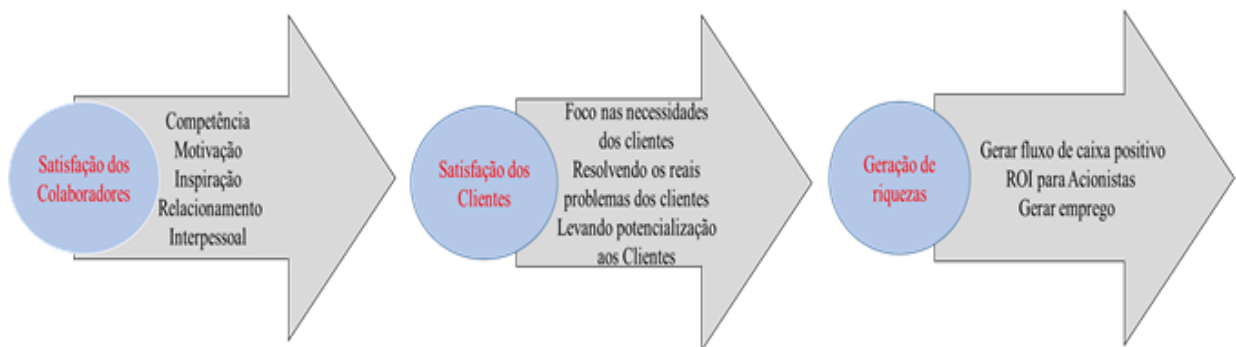 Satisfação dos
Colaboradores
Competência
Motivação
Inspiração
Relacionamento
Interpessoal
Satisfação dos
Clientes
Foco nas necessidades
dos clientes
Resolvendo os reais
problemas dos clientes
Levando potencialização
aos Clientes
Geração de
riquezas
Gerar fluxo de caixa positivo
ROI para Acionistas
Gerar emprego